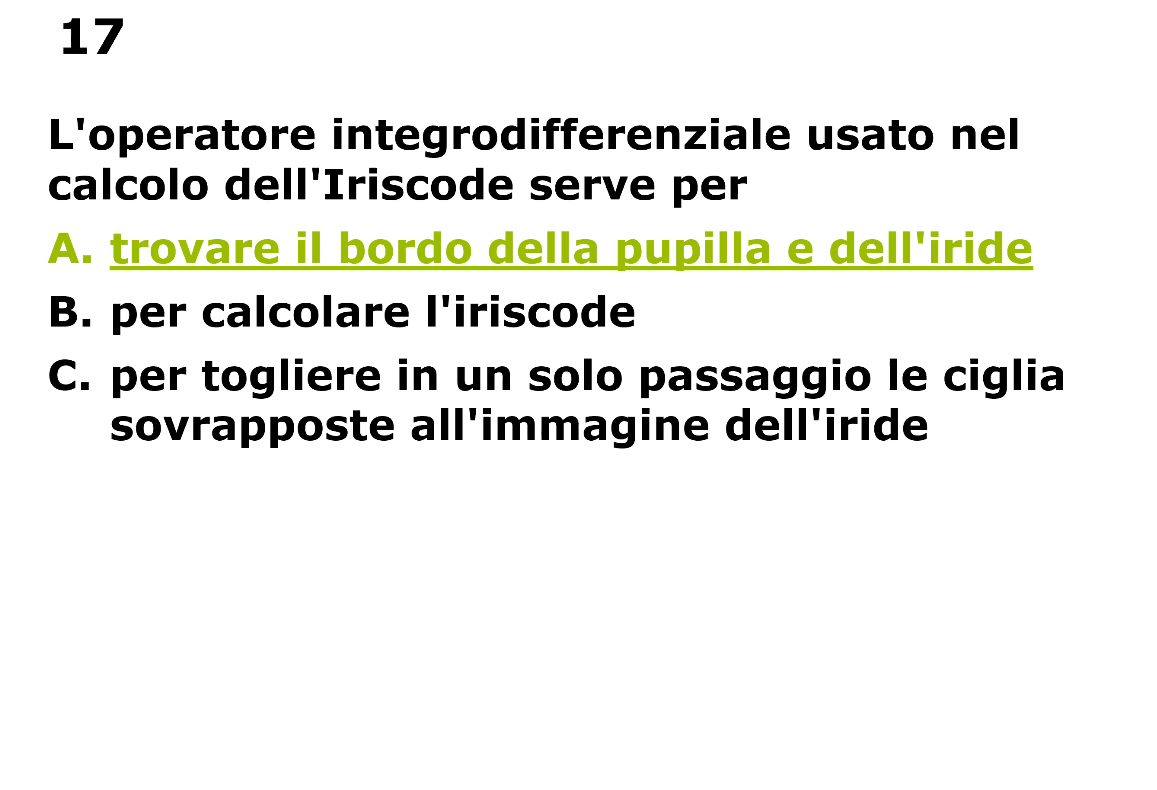 17
L'operatore integrodifferenziale usato nel
calcolo dell'Iriscode serve per
A. trovare il bordo della pupilla e dell'iride
B. per calcolare l'iriscode
C. per togliere in un solo passaggio le ciglia
sovrapposte all'immagine dell'iride